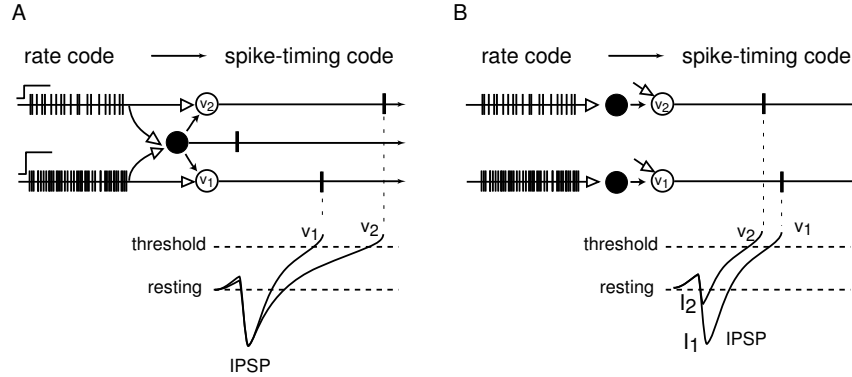 A
rate code
spike-timing code
v2
v1
v1
v2
threshold
resting
IPSP
B
rate code
spike-timing code
v2
v1
v2
v1
threshold
resting
I2
I1
IPSP